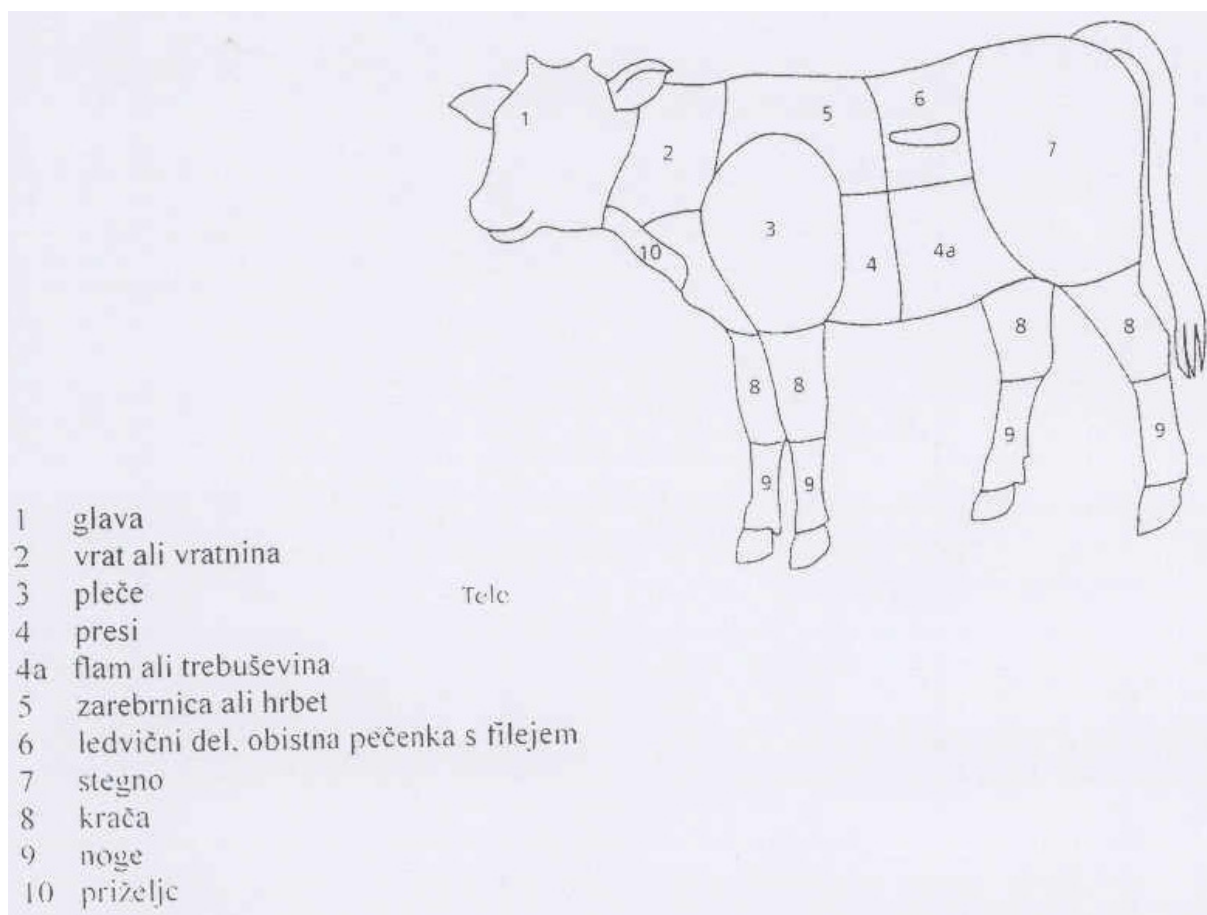 1
2
3
4
4a
5
6
7
8
8
8
8
9
9
9
9
10
1 glava
2 vrat ali vratnina
3 pleče
Tele
4 presi
4a flam ali trebuševina
5 zarebrnica ali hrbet
6 ledvični del, obistna pečenka s filejem
7 stegno
8 krača
9 noge
10 priželjc